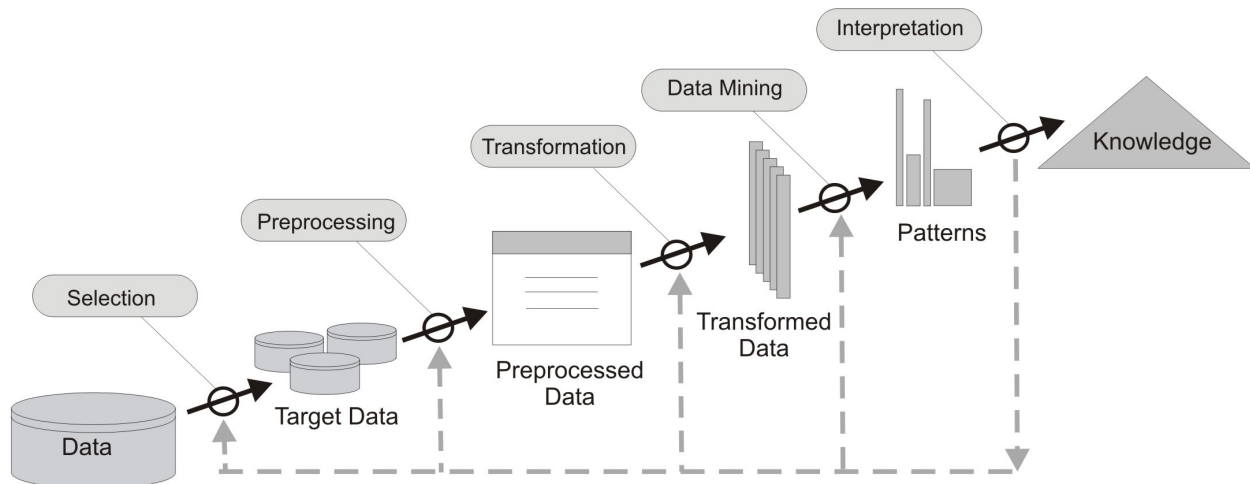 Interpretation
Data Mining
Knowledge
Transformation
Preprocessing
Patterns
Selection
Transformed
Data
Preprocessed
Data
Target Data
Data